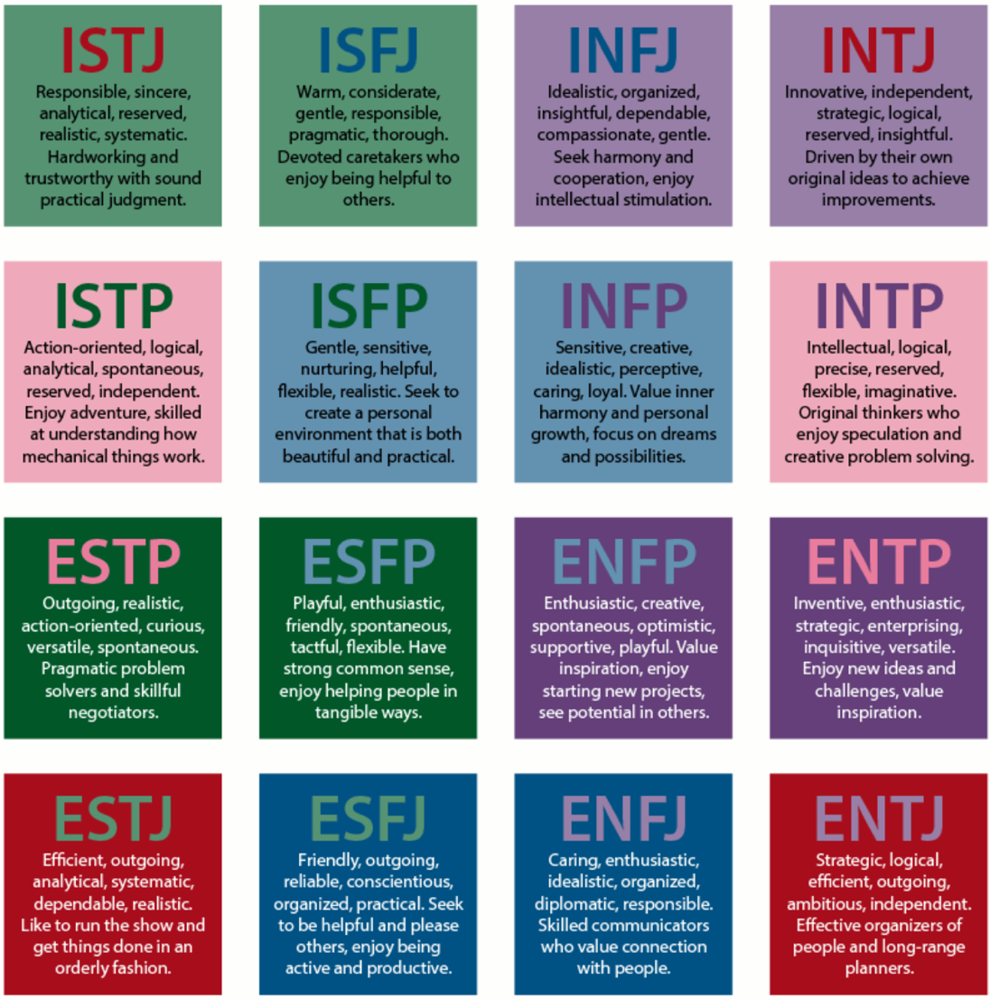 ISTJ
Responsible, sincere,
analytical, reserved,
realistic, systematic.
Hardworking and
trustworthy with sound
practical judgment.
ISFJ
Warm, considerate,
gentle, responsible,
pragmatic, thorough.
Devoted caretakers who
enjoy being helpful to
others.
INFJ
Idealistic, organized,
insightful, dependable,
compassionate, gentle.
Seek harmony and
cooperation, enjoy
intellectual stimulation.
INTJ
Innovative, independent,
strategic, logical,
reserved, insightful.
Driven by their own
original ideas to achieve
improvements.
ISTP
Action-oriented, logical,
analytical, spontaneous,
reserved, independent.
Enjoy adventure, skilled
at understanding how
mechanical things work.
ISFP
Gentle, sensitive,
nurturing, helpful,
flexible, realistic. Seek to
create a personal
environment that is both
beautiful and practical.
INFP
Sensitive, creative,
idealistic, perceptive,
caring, loyal. Value inner
harmony and personal
growth, focus on dreams
and possibilities.
INTP
Intellectual, logical,
precise, reserved,
flexible, imaginative.
Original thinkers who
enjoy speculation and
creative problem solving.
ESTP
Outgoing, realistic,
action-oriented, curious,
versatile, spontaneous.
Pragmatic problem
solvers and skillful
negotiators.
ESFP
Playful, enthusiastic,
friendly, spontaneous,
tactful, flexible. Have
strong common sense,
enjoy helping people in
tangible ways.
ENFP
Enthusiastic, creative,
spontaneous, optimistic,
supportive, playful. Value
inspiration, enjoy
starting new projects,
see potential in others.
ENTP
Inventive, enthusiastic,
strategic, enterprising,
inquisitive, versatile.
Enjoy new ideas and
challenges, value
inspiration.
ESTJ
Efficient, outgoing,
analytical, systematic,
dependable, realistic.
Like to run the show and
get things done in an
orderly fashion.
ESFJ
Friendly, outgoing,
reliable, conscientious,
organized, practical. Seek
to be helpful and please
others, enjoy being
active and productive.
ENFJ
Caring, enthusiastic,
idealistic, organized,
diplomatic, responsible.
Skilled communicators
who value connection
with people.
ENTJ
Strategic, logical,
efficient, outgoing,
ambitious, independent.
Effective organizers of
people and long-range
planners.